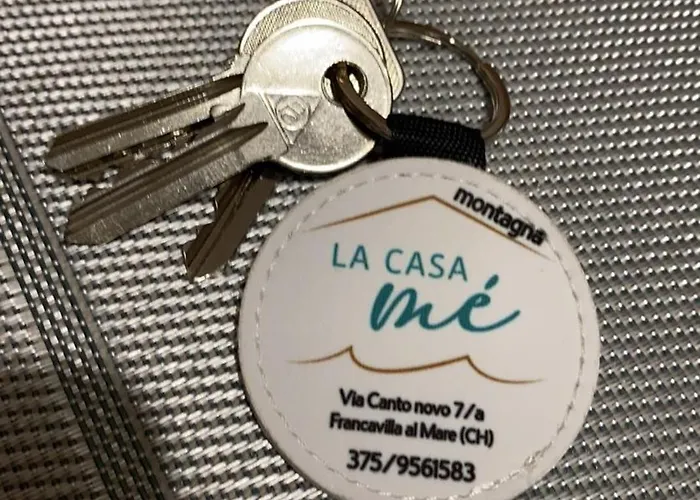 montagna
LA CASA
mé
Via Canto novo 7/a
Francavilla al Mare (CH)
375/9561583